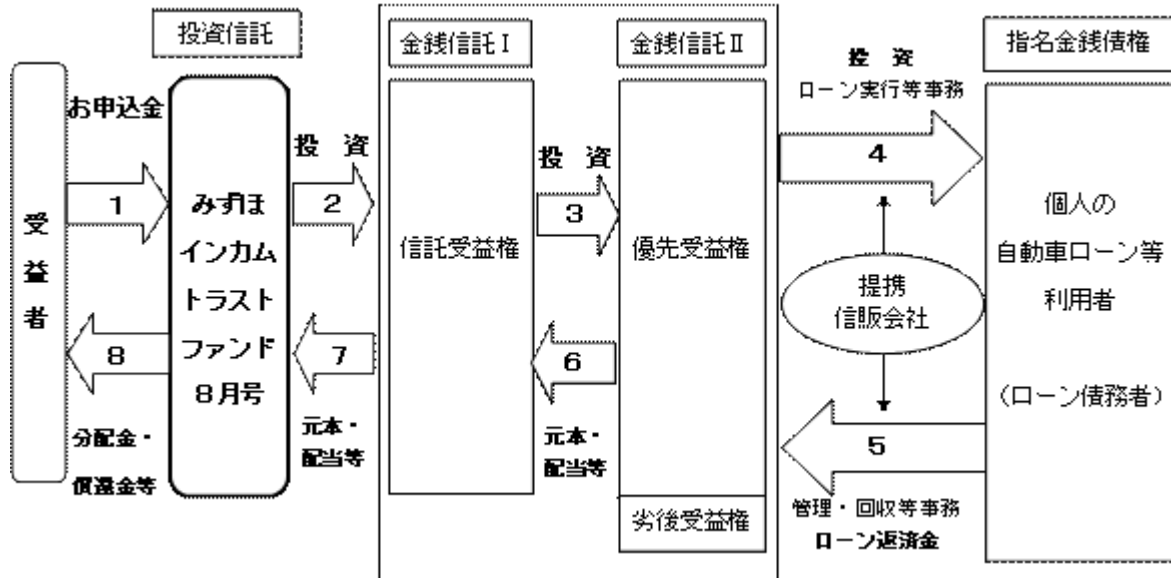 投資信託
金銭信託Ⅰ
金銭信託Ⅱ
指名金銭債権
受益者
お申込金
1
みずほ
インカム
トラスト
ファンド
8月号
投 資
2
信託受益権
投 資
3
優先受益権
投 資
ローン実行等事務
4
提携
信販会社
個人の
自動車ローン等
利用者
(ローン債務者)
8
分配金・
償還金等
7
元本・
配当等
6
元本・
配当等
劣後受益権
5
管理・回収等事務
ローン返済金